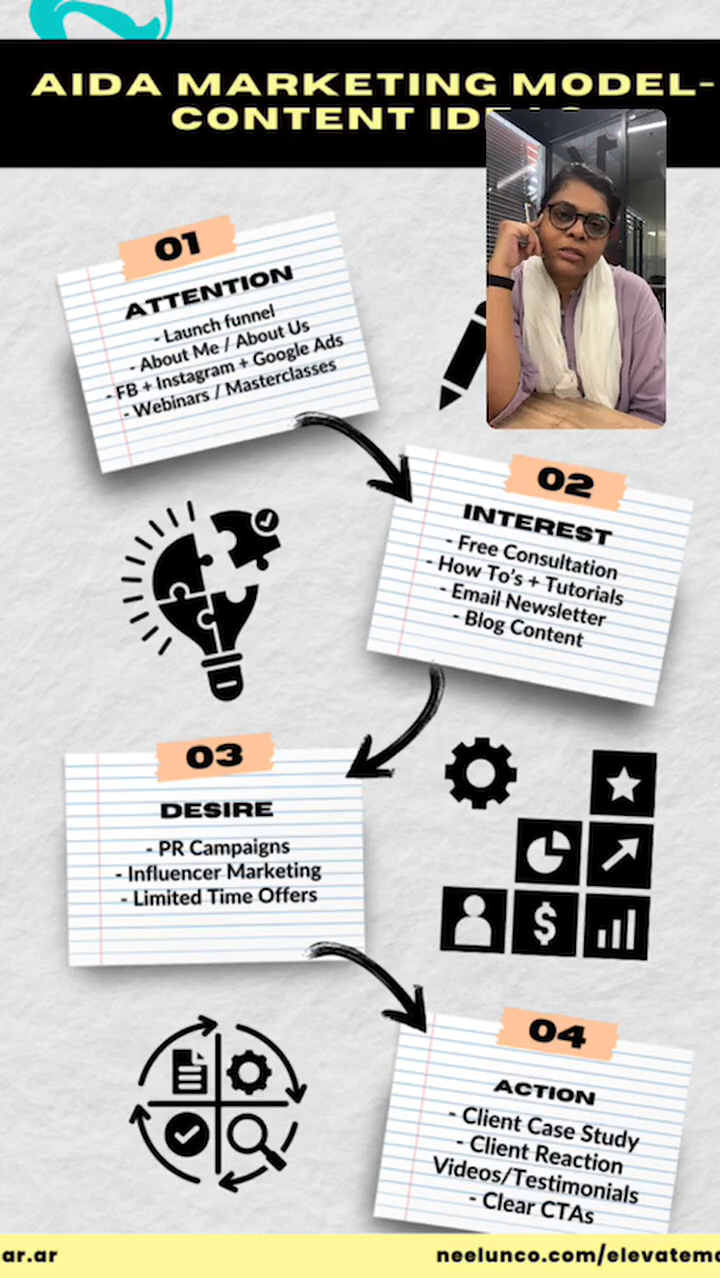 AIDA MARKETING MODEL-
CONTENT
01
ATTENTION
- Launch funnel
- About Me / About Us
- FB + Instagram + Google Ads
- Webinars / Masterclasses
02
INTEREST
- Free Consultation
- How To's + Tutorials
- Email Newsletter
- Blog Content
03
DESIRE
- PR Campaigns
- Influencer Marketing
- Limited Time Offers
04
ACTION
- Client Case Study
- Client Reaction
Videos/Testimonials
- Clear CTAs
ar.ar
neelunco.com/elevatema